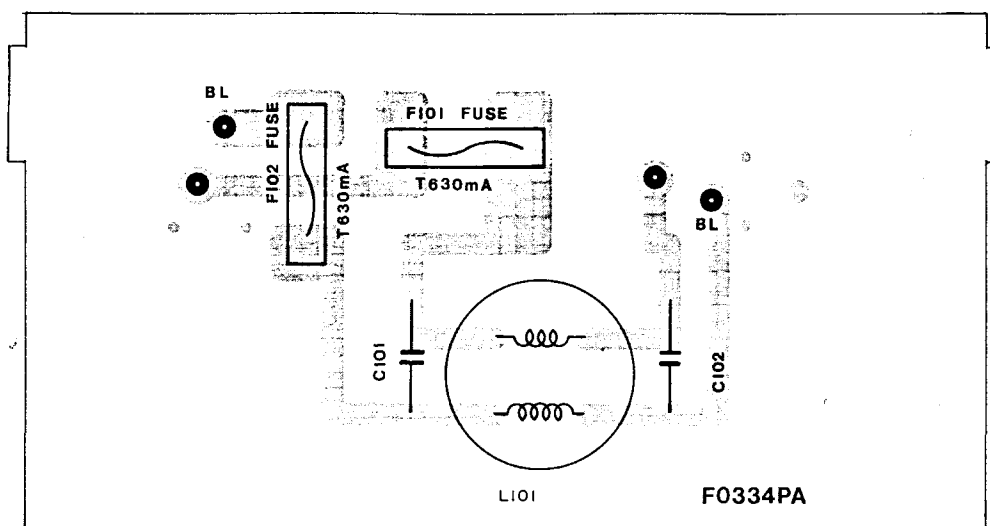 BL
F102 FUSE
T630mA
F101 FUSE
T630mA
BL
C101
C102
L101
F0334PA